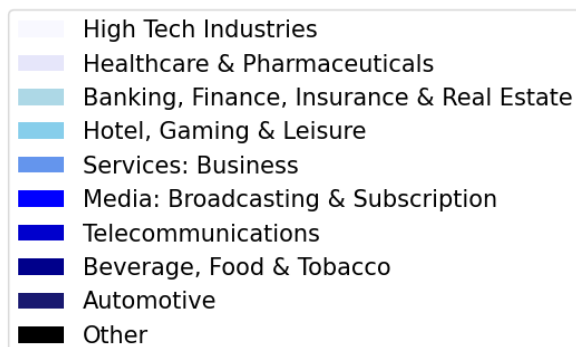 High Tech Industries
Healthcare & Pharmaceuticals
Banking, Finance, Insurance & Real Estate
Hotel, Gaming & Leisure
Services: Business
Media: Broadcasting & Subscription
Telecommunications
Beverage, Food & Tobacco
Automotive
Other